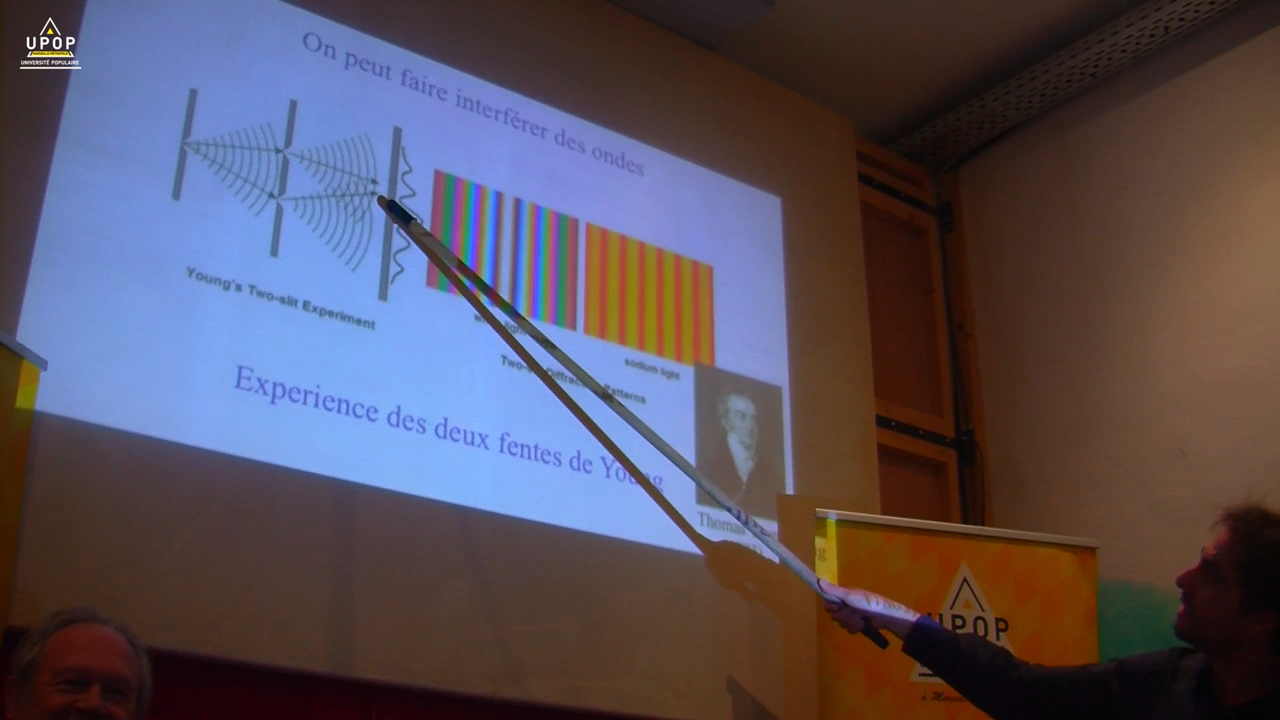 UPOP
UNIVERSITÉ POPULAIRE
On peut faire interférer des ondes
Young's Two-slit Experiment
sodium light
Experience des deux fentes de Young
Thomas
UPOP